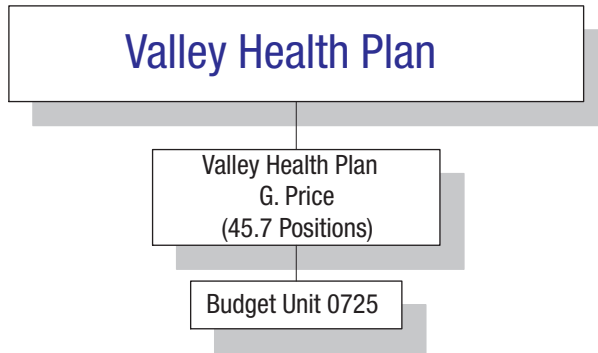 Valley Health Plan
Valley Health Plan
G. Price
(45.7 Positions)
Budget Unit 0725